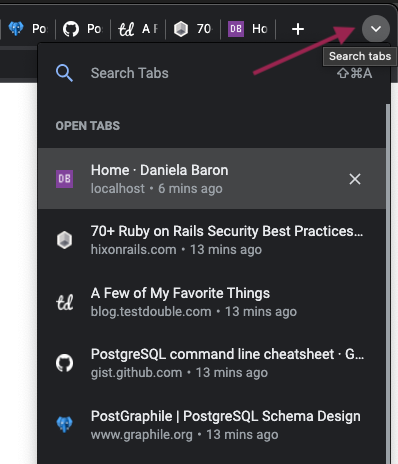 Po
Po
A F
70
DB
Ho
Search tabs
Search Tabs
⇧⌘A
OPEN TABS
DB
Home · Daniela Baron
localhost • 6 mins ago
70+ Ruby on Rails Security Best Practices…
hixonrails.com • 13 mins ago
td
A Few of My Favorite Things
blog.testdouble.com • 13 mins ago
PostgreSQL command line cheatsheet · G…
gist.github.com • 13 mins ago
PostGraphile | PostgreSQL Schema Design
www.graphile.org • 13 mins ago